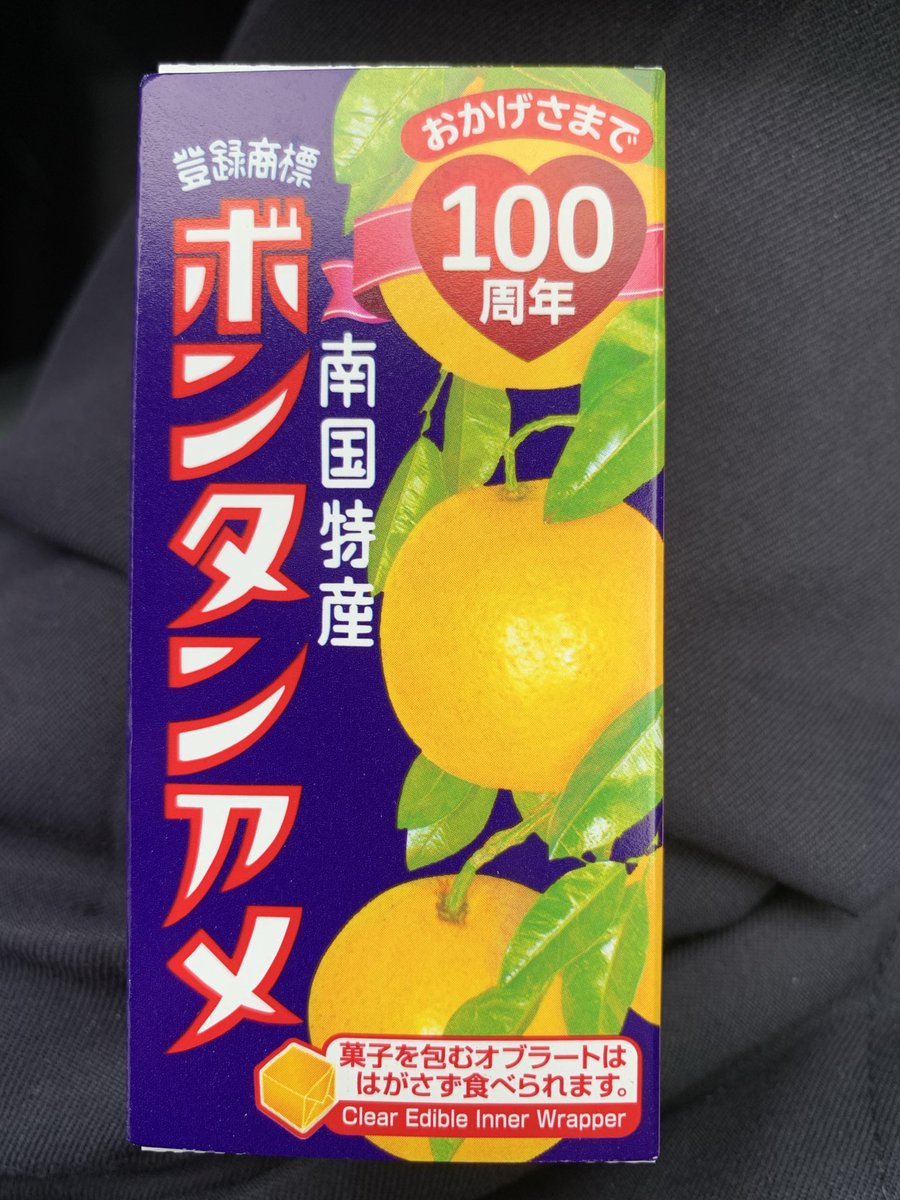 登録商標
ボンタンアメ
南国特産
おかげさまで
100
周年
菓子を包むオブラートは
はがさず食べられます。
Clear Edible Inner Wrapper